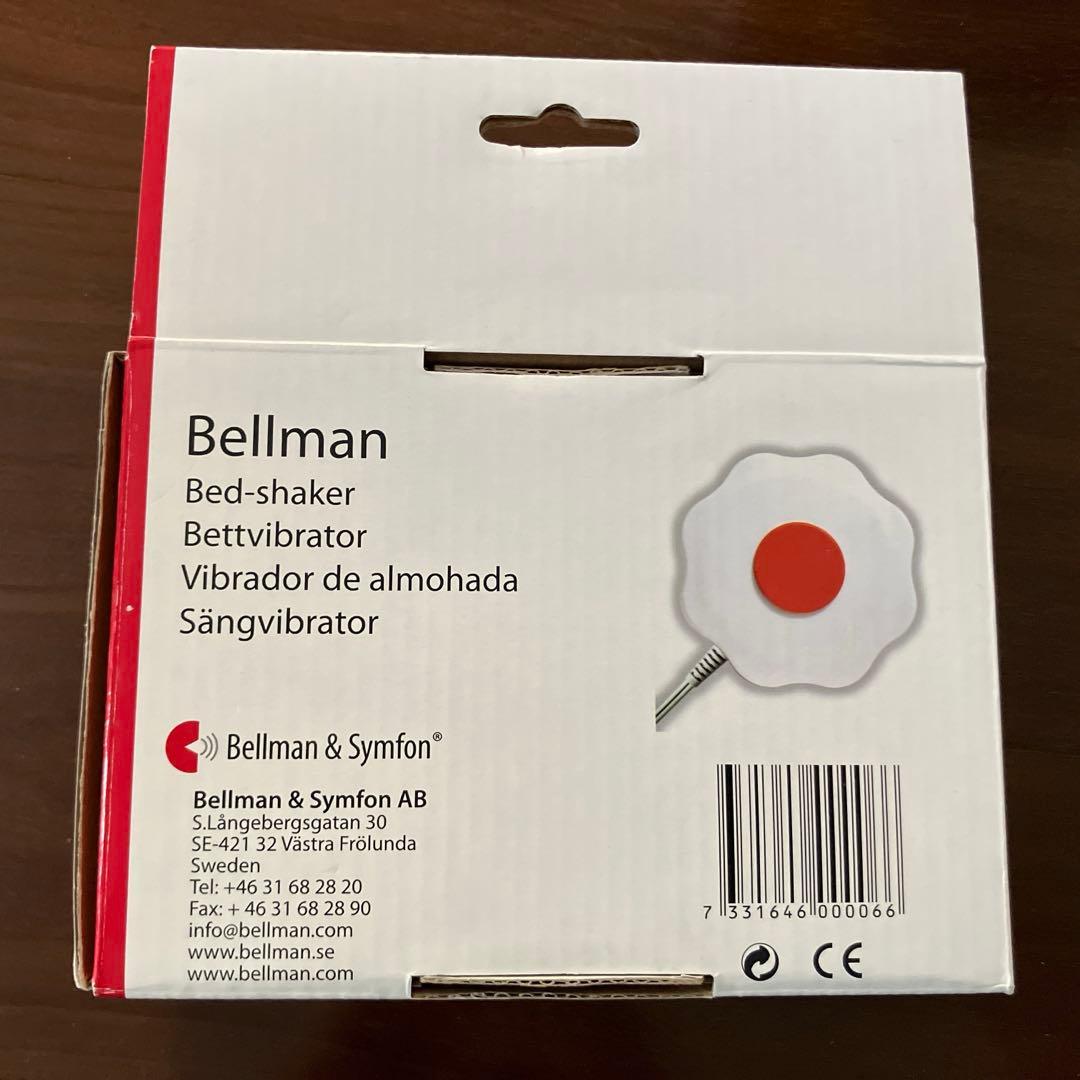 Bellman
Bed-shaker
Bettvibrator
Vibrador de almohada
Sängvibrator
Bellman & Symfon®
Bellman & Symfon AB
S.Långebergsgatan 30
SE-421 32 Västra Frölunda
Sweden
Tel: +46 31 68 28 20
Fax: + 46 31 68 28 90
info@bellman.com
www.bellman.se
www.bellman.com
7 331646 000066
CE